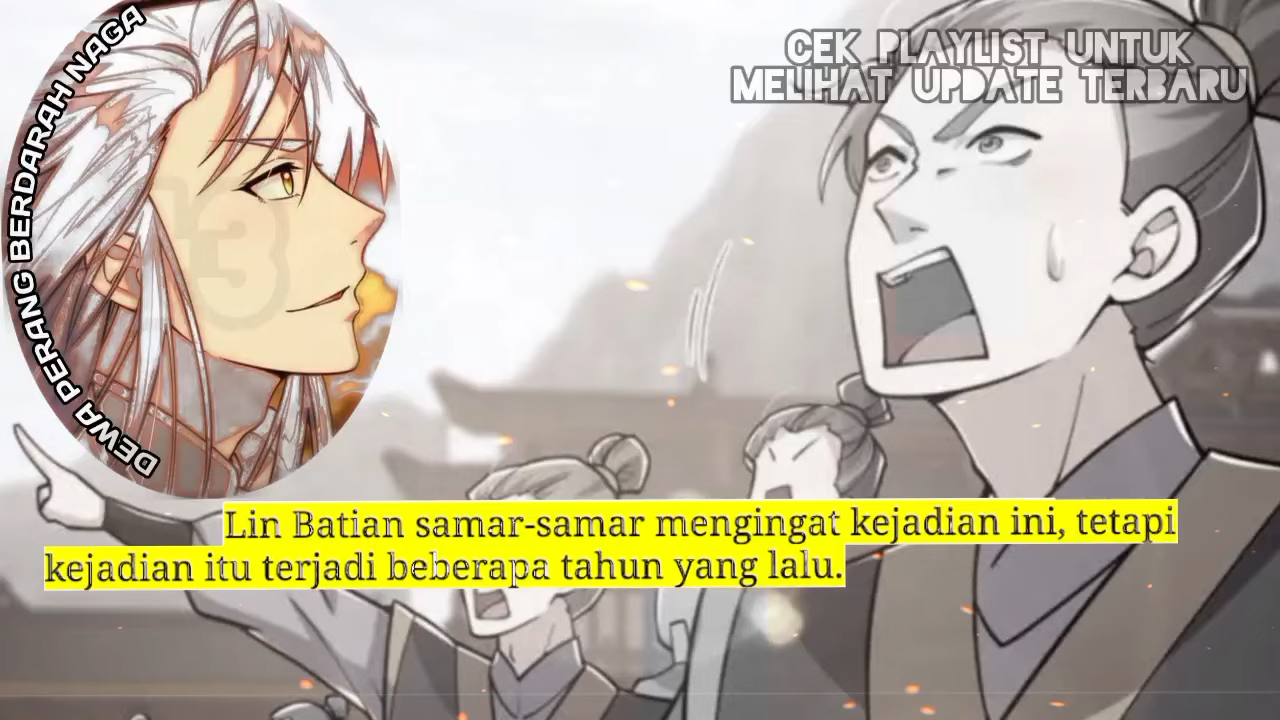 DEWA PERANG BERDARAH NAGA
CEK PLAYLIST UNTUK
MELIHAT UPDATE TERBARU
Lin Batian samar-samar mengingat kejadian ini, tetapi
kejadian itu terjadi beberapa tahun yang lalu.